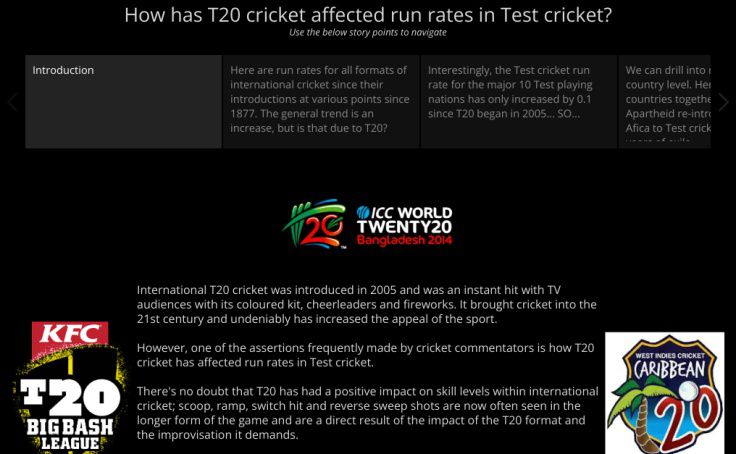 How has T20 cricket affected run rates in Test cricket?
Use the below story points to navigate
Introduction
Here are run rates for all formats of
international cricket since their
introductions at various points since
1877. The general trend is an
increase, but is that due to T20?
Interestingly, the Test cricket run
rate for the major 10 Test playing
nations has only increased by 0.1
since T20 began in 2005... SO...
We can drill into
country level. Her
countries togethe
Apartheid re-intro
Afica to Test crick
T20
TM
ICC WORLD
TWENTY20
Bangladesh 2014
International T20 cricket was introduced in 2005 and was an instant hit with TV
audiences with its coloured kit, cheerleaders and fireworks. It brought cricket into the
21st century and undeniably has increased the appeal of the sport.
However, one of the assertions frequently made by cricket commentators is how T20
cricket has affected run rates in Test cricket.
There's no doubt that T20 has had a positive impact on skill levels within international
cricket; scoop, ramp, switch hit and reverse sweep shots are now often seen in the
longer form of the game and are a direct result of the impact of the T20 format and
the improvisation it demands.
KFC
T20
BIG BASH
LEAGUE
WEST INDIES CRICKET
CARIBBEAN
20